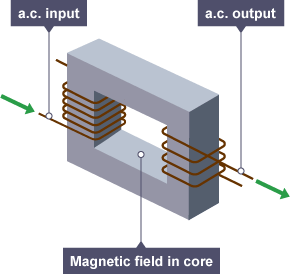 a.c. input
a.c. output
Magnetic field in core